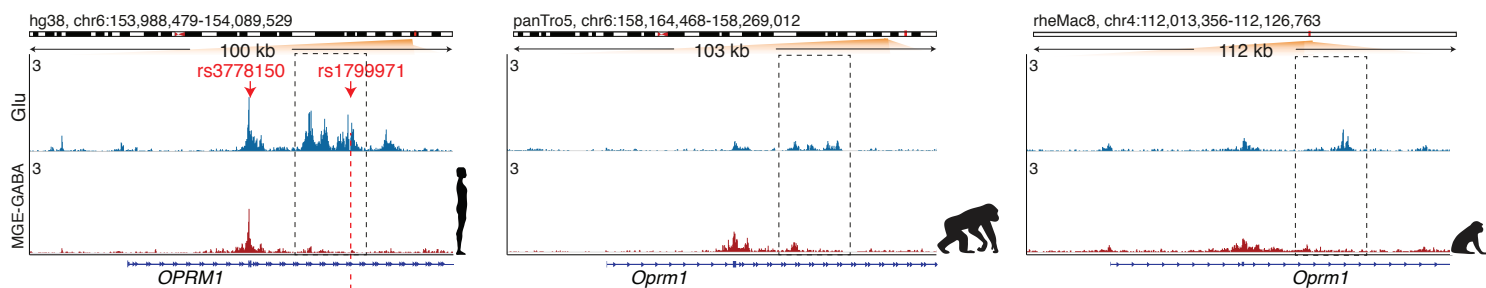 hg38, chr6:153,988,479-154,089,529
100 kb
3
rs3778150 rs1799971
Glu
3
MGE-GABA
OPRM1
panTro5, chr6:158,164,468-158,269,012
103 kb
3
3
Oprm1
rheMac8, chr4:112,013,356-112,126,763
112 kb
3
3
Oprm1